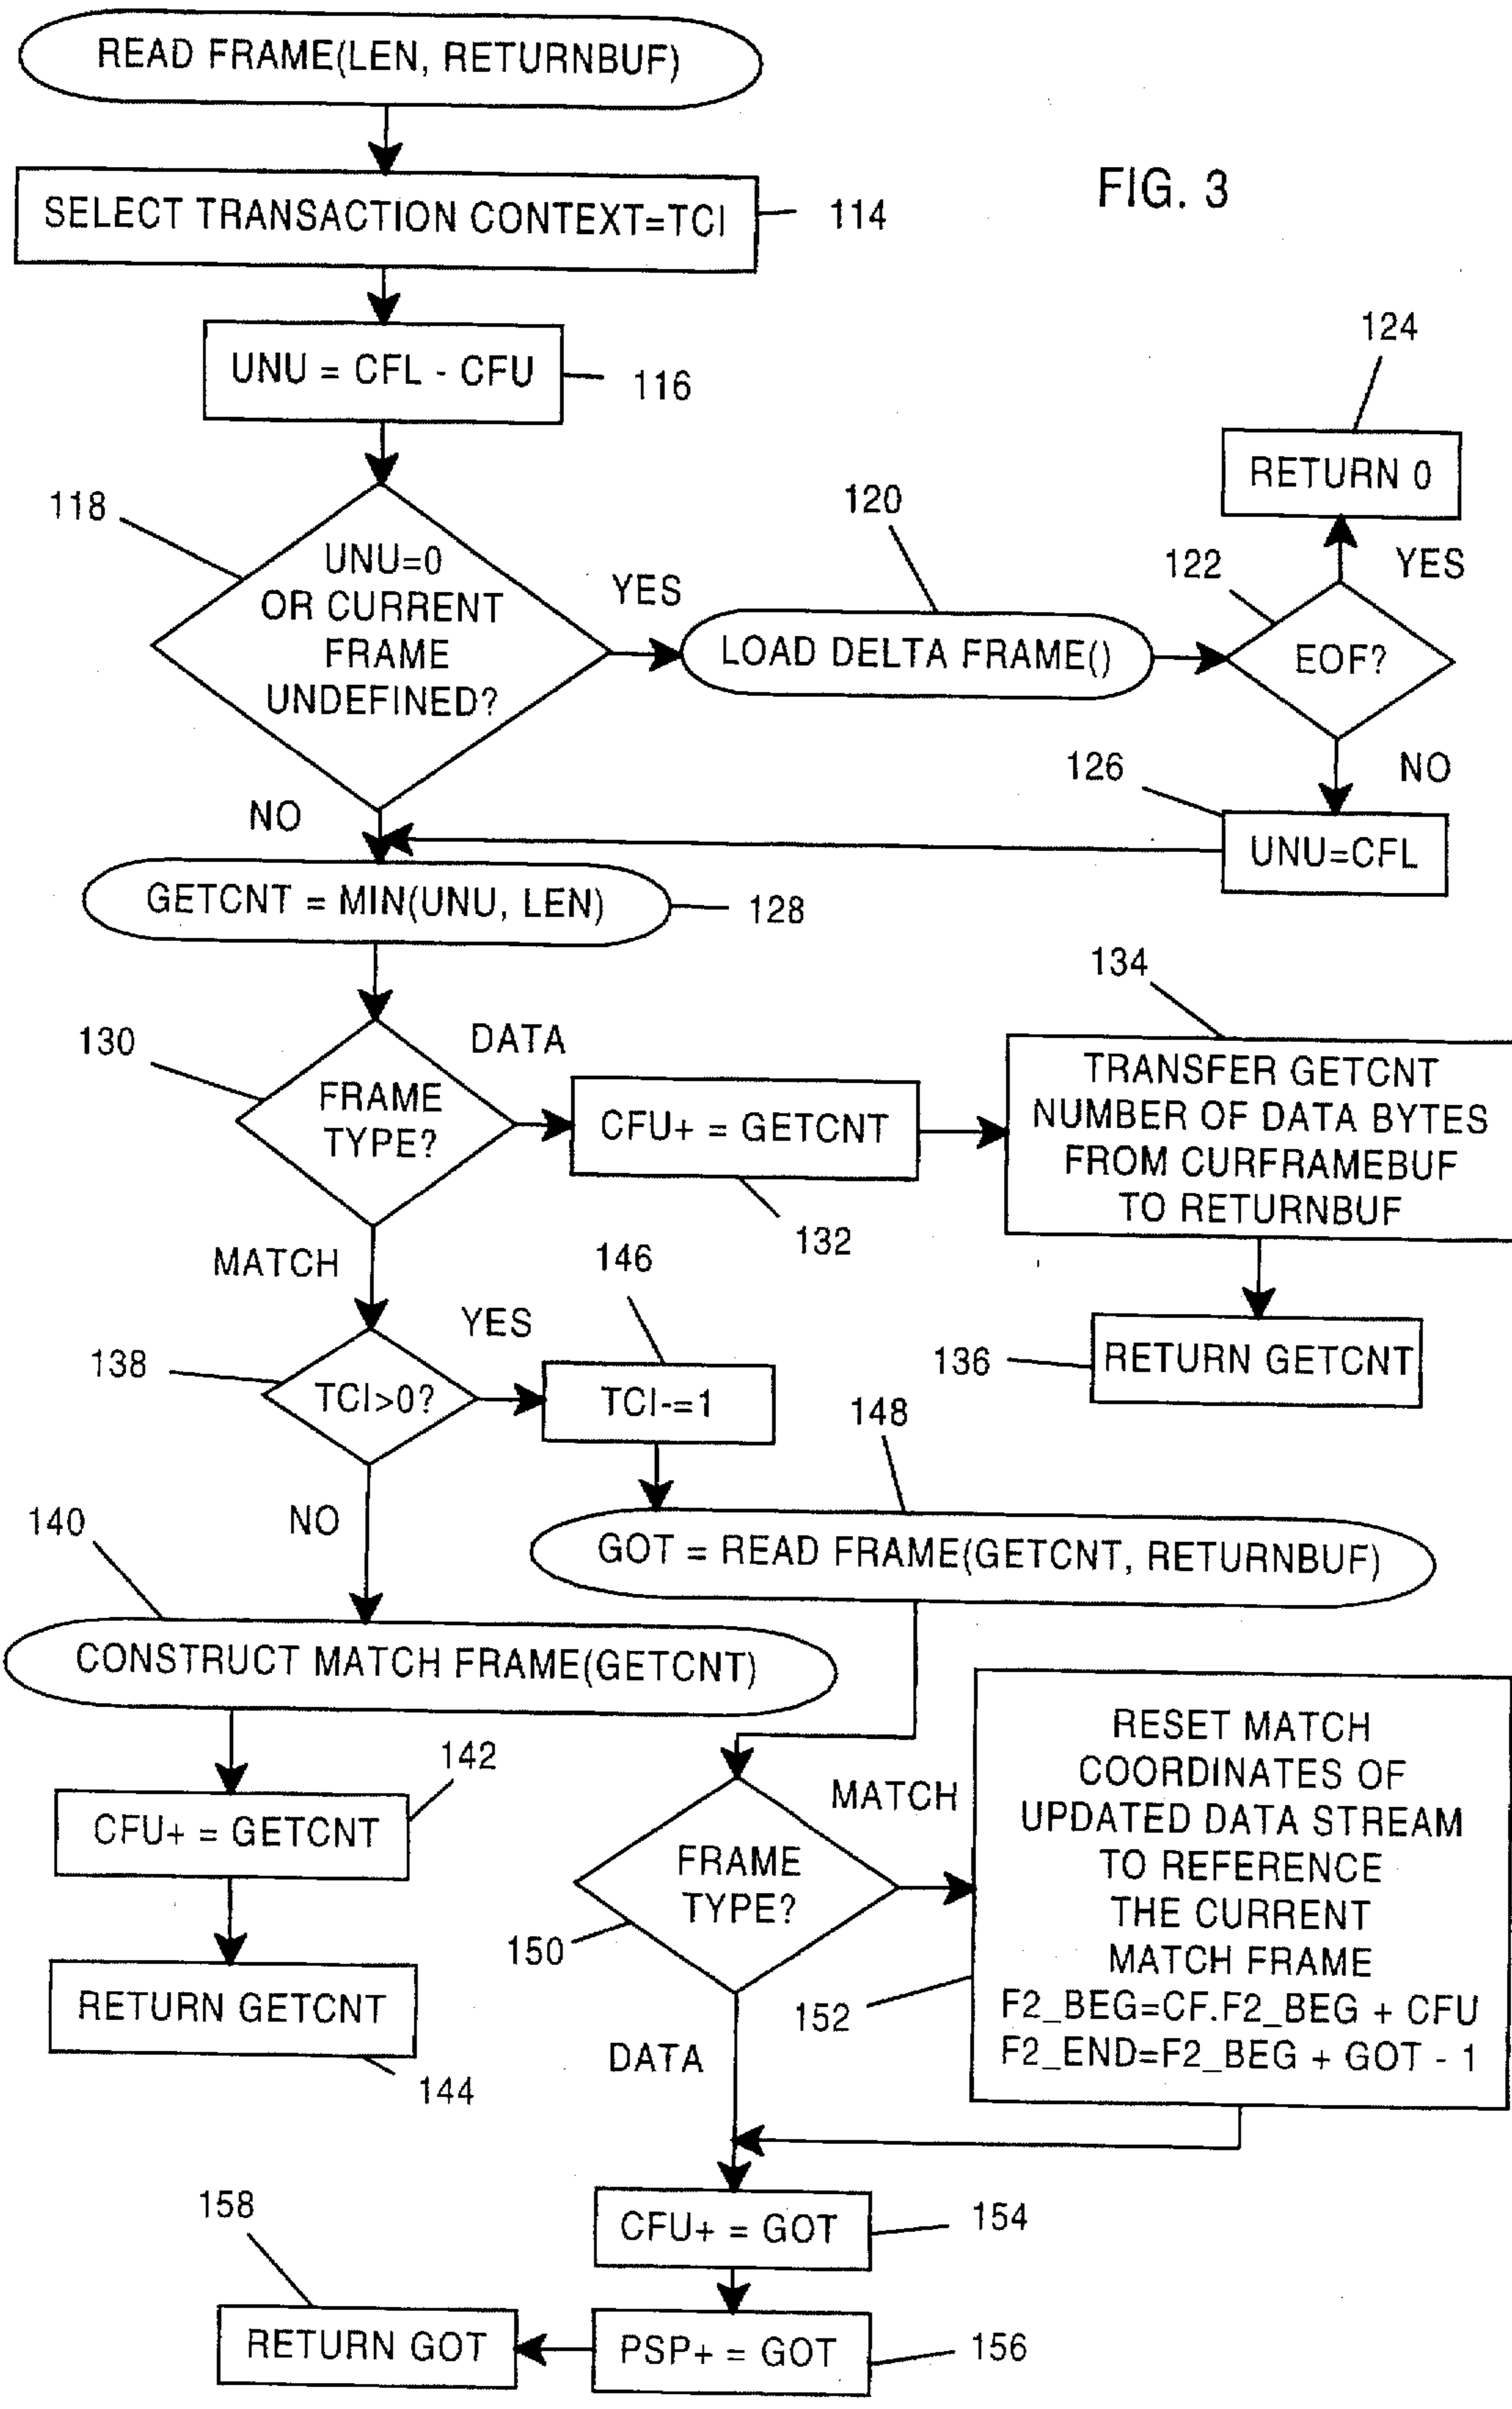 READ FRAME(LEN, RETURNBUF)
FIG. 3
SELECT TRANSACTION CONTEXT=TCI
114
UNU = CFL - CFU
116
124
RETURN 0
118
UNU=0
OR CURRENT
FRAME
UNDEFINED?
YES
120
LOAD DELTA FRAME()
122
YES
EOF?
NO
126
UNU=CFL
NO
GETCNT = MIN(UNU, LEN)
128
130
FRAME
TYPE?
DATA
CFU+ = GETCNT
132
134
TRANSFER GETCNT
NUMBER OF DATA BYTES
FROM CURFRAMEBUF
TO RETURNBUF
136
RETURN GETCNT
MATCH
138
TCI>0?
YES
146
TCI-=1
148
GOT = READ FRAME(GETCNT, RETURNBUF)
NO
140
CONSTRUCT MATCH FRAME(GETCNT)
142
CFU+ = GETCNT
RETURN GETCNT
144
FRAME
TYPE?
150
MATCH
RESET MATCH
COORDINATES OF
UPDATED DATA STREAM
TO REFERENCE
THE CURRENT
MATCH FRAME
F2_BEG=CF.F2_BEG + CFU
F2_END=F2_BEG + GOT - 1
152
DATA
CFU+ = GOT
154
PSP+ = GOT
156
158
RETURN GOT